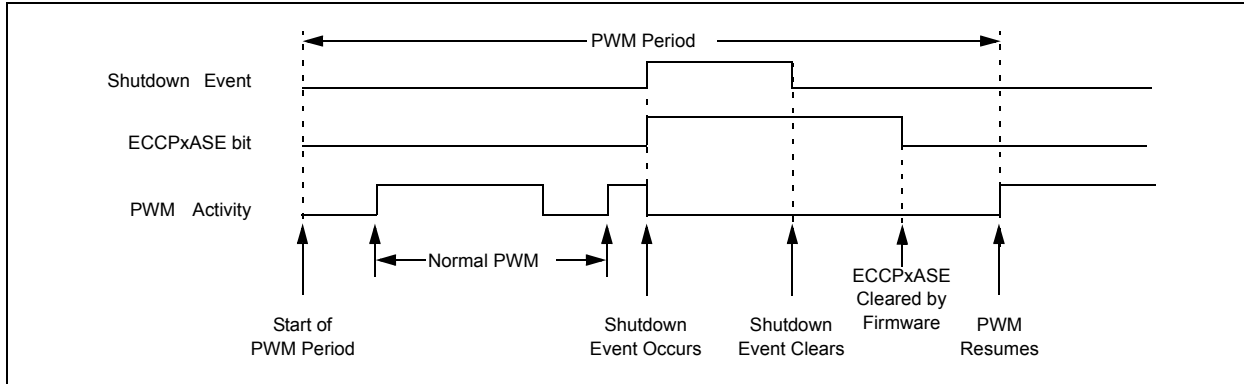 PWM Period
Shutdown Event
ECCPxASE bit
PWM Activity
Normal PWM
Start of
PWM Period
Shutdown
Event Occurs
Shutdown
Event Clears
ECCPxASE
Cleared by
Firmware
PWM
Resumes